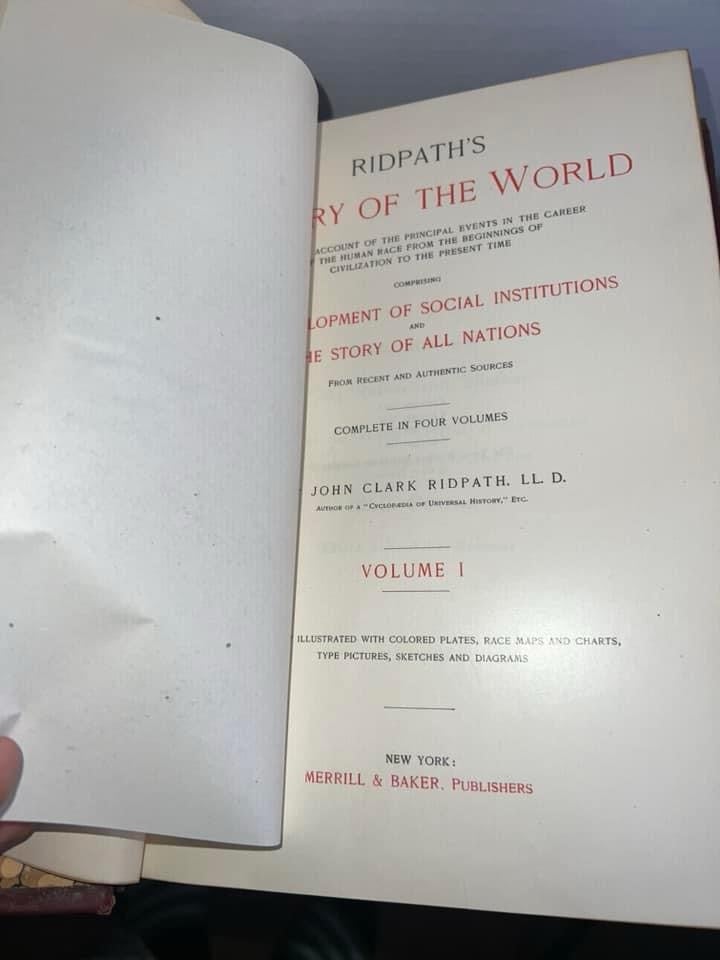 RIDPATH'S
RY OF THE WORLD
ACCOUNT OF THE PRINCIPAL EVENTS IN THE CAREER
THE HUMAN RACE FROM THE BEGINNINGS OF
CIVILIZATION TO THE PRESENT TIME
COMPRISING
LOPMENT OF SOCIAL INSTITUTIONS
AND
HE STORY OF ALL NATIONS
FROM RECENT AND AUTHENTIC SOURCES
COMPLETE IN FOUR VOLUMES
JOHN CLARK RIDPATH, LL. D.
AUTHOR OF A "CYCLOPÆDIA OF UNIVERSAL HISTORY," ETC.
VOLUME I
ILLUSTRATED WITH COLORED PLATES, RACE MAPS AND CHARTS,
TYPE PICTURES, SKETCHES AND DIAGRAMS
NEW YORK:
MERRILL & BAKER, PUBLISHERS